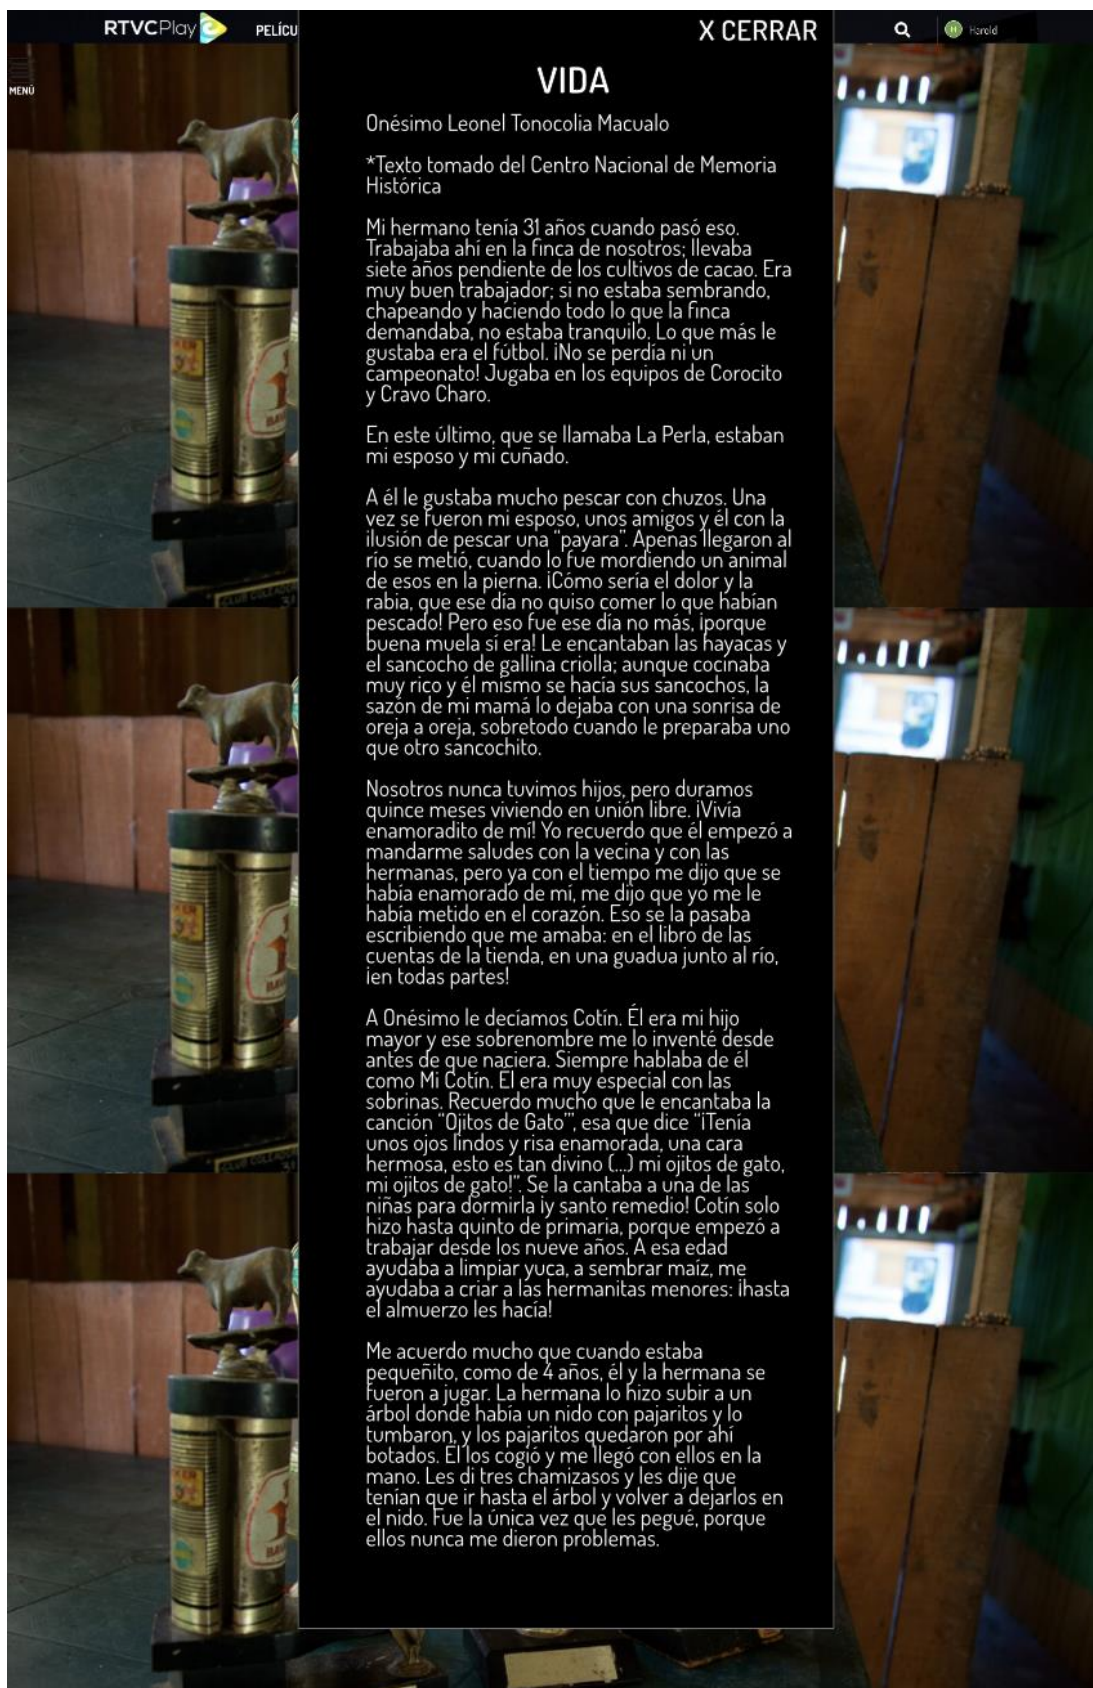 RTVCPlay
PELÍCU
X CERRAR
Harold
MENÚ
VIDA
Onésimo Leonel Tonocolia Macualo
*Texto tomado del Centro Nacional de Memoria
Histórica
Mi hermano tenía 31 años cuando pasó eso.
Trabajaba ahí en la finca de nosotros; llevaba
siete años pendiente de los cultivos de cacao. Era
muy buen trabajador; si no estaba sembrando,
chapeando y haciendo todo lo que la finca
demandaba, no estaba tranquilo. Lo que más le
gustaba era el fútbol. ¡No se perdía ni un
campeonato! Jugaba en los equipos de Corocito
y Cravo Charo.
En este último, que se llamaba La Perla, estaban
mi esposo y mi cuñado.
A él le gustaba mucho pescar con chuzos. Una
vez se fueron mi esposo, unos amigos y él con la
ilusión de pescar una “payara”. Apenas llegaron al
río se metió, cuando lo fue mordiendo un animal
de esos en la pierna. ¡Cómo sería el dolor y la
rabia, que ese día no quiso comer lo que habían
pescado! Pero eso fue ese día no más, ¡porque
buena muela sí era! Le encantaban las hayacas y
el sancocho de gallina criolla; aunque cocinaba
muy rico y él mismo se hacía sus sancochos, la
sazón de mi mamá lo dejaba con una sonrisa de
oreja a oreja, sobretodo cuando le preparaba uno
que otro sancochito.
Nosotros nunca tuvimos hijos, pero duramos
quince meses viviendo en unión libre. ¡Vivía
enamoradito de mí! Yo recuerdo que él empezó a
mandarme saludes con la vecina y con las
hermanas, pero ya con el tiempo me dijo que se
había enamorado de mí, me dijo que yo me le
había metido en el corazón. Eso se la pasaba
escribiendo que me amaba: en el libro de las
cuentas de la tienda, en una guadua junto al río,
¡en todas partes!
A Onésimo le decíamos Cotín. Él era mi hijo
mayor y ese sobrenombre me lo inventé desde
antes de que naciera. Siempre hablaba de él
como Mi Cotín. Él era muy especial con las
sobrinas. Recuerdo mucho que le encantaba la
canción “Ojitos de Gato”’, esa que dice “¡Tenía
unos ojos lindos y risa enamorada, una cara
hermosa, esto es tan divino (...) mi ojitos de gato,
mi ojitos de gato!”. Se la cantaba a una de las
niñas para dormirla ¡y santo remedio! Cotín solo
hizo hasta quinto de primaria, porque empezó a
trabajar desde los nueve años. A esa edad
ayudaba a limpiar yuca, a sembrar maíz, me
ayudaba a criar a las hermanitas menores: ¡hasta
el almuerzo les hacía!
Me acuerdo mucho que cuando estaba
pequeñito, como de 4 años, él y la hermana se
fueron a jugar. La hermana lo hizo subir a un
árbol donde había un nido con pajaritos y lo
tumbaron, y los pajaritos quedaron por ahí
botados. Él los cogió y me llegó con ellos en la
mano. Les di tres chamizasos y les dije que
tenían que ir hasta el árbol y volver a dejarlos en
el nido. Fue la única vez que les pegué, porque
ellos nunca me dieron problemas.